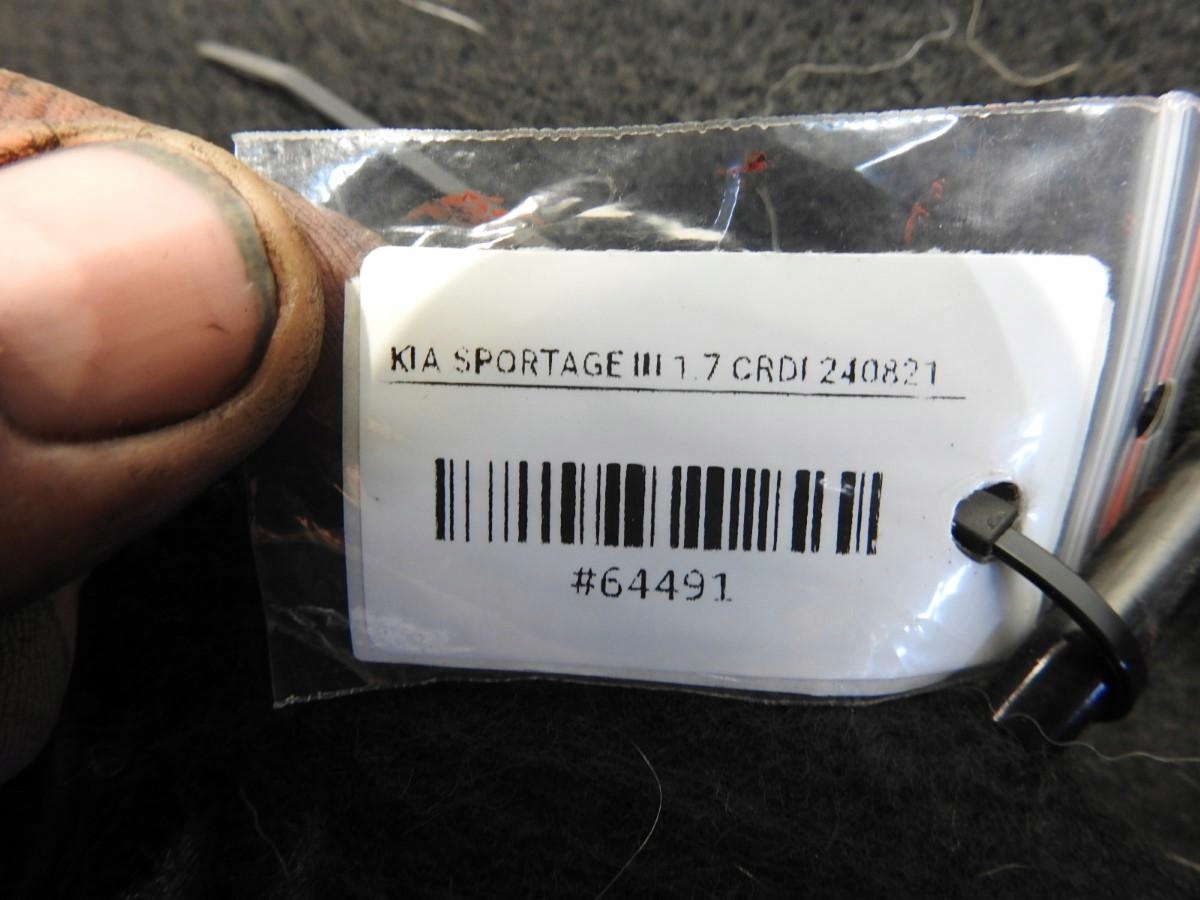 KIA SPORTAGE III 1.7 CRDI 240821
#64491